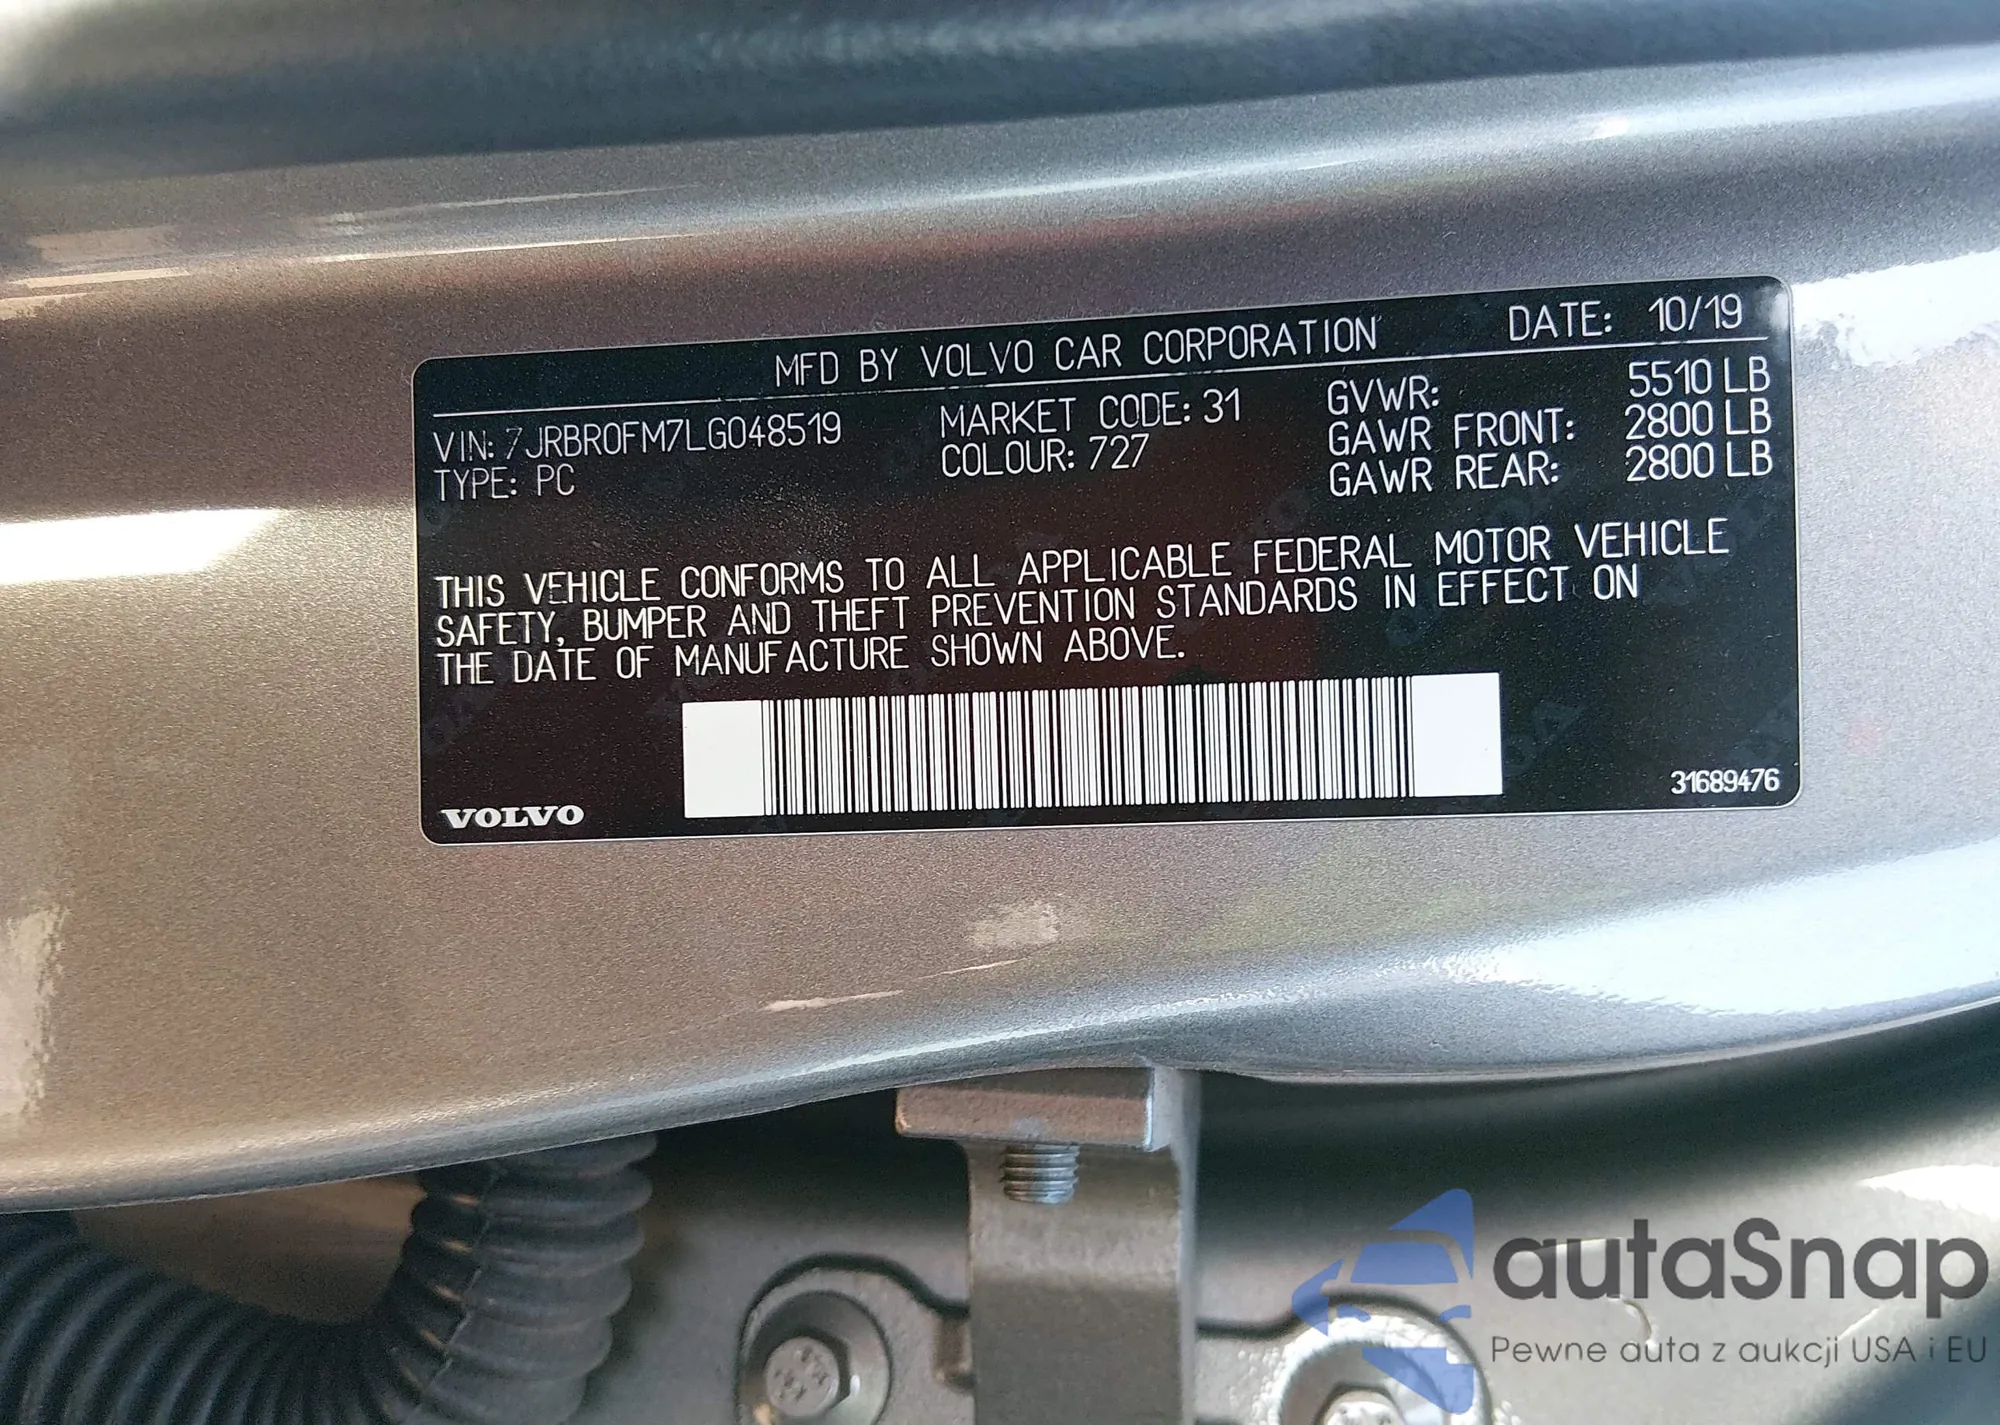 MFD BY VOLVO CAR CORPORATION DATE: 10/19
VIN: 7JRBR0FM7LG048519 MARKET CODE: 31 GVWR: 5510 LB
TYPE: PC COLOUR: 727 GAWR FRONT: 2800 LB
GAWR REAR: 2800 LB
THIS VEHICLE CONFORMS TO ALL APPLICABLE FEDERAL MOTOR VEHICLE
SAFETY, BUMPER AND THEFT PREVENTION STANDARDS IN EFFECT ON
THE DATE OF MANUFACTURE SHOWN ABOVE.
VOLVO 31689476
autaSnap
Pewne auta z aukcji USA i EU